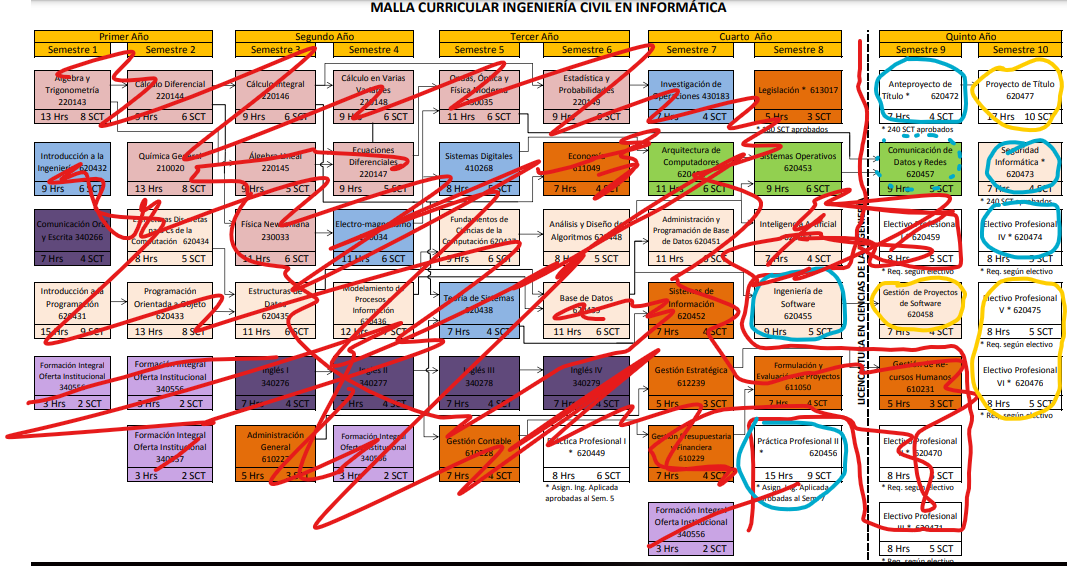 MALLA CURRICULAR INGENIERÍA CIVIL EN INFORMÁTICA
Primer Año
Segundo Año
Tercer Año
Cuarto Año
Quinto Año
Semestre 1
Semestre 2
Semestre 3
Semestre 4
Semestre 5
Semestre 6
Semestre 7
Semestre 8
Semestre 9
Semestre 10
Álgebra y
Trigonometría
220143
13 Hrs 8 SCT
Cálculo Diferencial
220144
9 Hrs 6 SCT
Cálculo Integral
220146
9 Hrs 6 SCT
Cálculo en Varias
Variables
220148
9 Hrs 6 SCT
Ondas, Óptica y
Física Moderna
230035
11 Hrs 6 SCT
Estadística y
Probabilidades
220149
9 Hrs 6 SCT
Investigación de
Operaciones 430183
7 Hrs 4 SCT
Legislación * 613017
5 Hrs 3 SCT
* 180 SCT aprobados
Anteproyecto de
Título * 620472
7 Hrs 4 SCT
* 240 SCT aprobados
Proyecto de Título
620477
17 Hrs 10 SCT
Introducción a la
Ingeniería 620432
9 Hrs 6 SCT
Química General
210020
13 Hrs 8 SCT
Álgebra Lineal
220145
9 Hrs 5 SCT
Ecuaciones
Diferenciales
220147
9 Hrs 5 SCT
Sistemas Digitales
410268
8 Hrs 5 SCT
Economía
611049
7 Hrs 4 SCT
Arquitectura de
Computadores
11 Hrs 6 SCT
Sistemas Operativos
620453
9 Hrs 6 SCT
Comunicación de
Datos y Redes
620457
9 Hrs 5 SCT
Seguridad
Informática *
620473
7 Hrs 4 SCT
* 240 SCT aprobados
Comunicación Oral
y Escrita 340266
7 Hrs 4 SCT
Estructuras Discretas
para Cs de la
Computación 620434
8 Hrs 5 SCT
Física Newtoniana
230033
11 Hrs 6 SCT
Electro-magnetismo
230034
11 Hrs 6 SCT
Fundamentos de
Ciencias de la
Computación
9 Hrs 6 SCT
Análisis y Diseño de
Algoritmos 620448
8 Hrs 5 SCT
Administración y
Programación de Base
de Datos 620451
11 Hrs 6 SCT
Inteligencia Artificial
7 Hrs 4 SCT
Electivo Profesional
I * 620459
8 Hrs 5 SCT
* Req. según electivo
Electivo Profesional
IV * 620474
8 Hrs 5 SCT
* Req. según electivo
Introducción a la
Programación
620431
15 Hrs 9 SCT
Programación
Orientada a Objeto
620433
13 Hrs 8 SCT
Estructuras de
Datos
620435
11 Hrs 6 SCT
Modelamiento de
Procesos e
Información
620436
12 Hrs 7 SCT
Teoría de Sistemas
620438
7 Hrs 4 SCT
Base de Datos
11 Hrs 6 SCT
Sistemas de
Información
620452
7 Hrs 4 SCT
Ingeniería de
Software
620455
9 Hrs 5 SCT
Gestión de Proyectos
de Software
620458
7 Hrs 4 SCT
Electivo Profesional
V * 620475
8 Hrs 5 SCT
* Req. según electivo
Formación Integral
Oferta Institucional
340556
3 Hrs 2 SCT
Formación Integral
Oferta Institucional
340556
3 Hrs 2 SCT
Inglés I
340276
7 Hrs 4 SCT
Inglés II
340277
7 Hrs 4 SCT
Inglés III
340278
7 Hrs 4 SCT
Inglés IV
340279
7 Hrs 4 SCT
Gestión Estratégica
612239
5 Hrs 3 SCT
Formulación y
Evaluación de Proyectos
611050
7 Hrs 4 SCT
Gestión de Re-
cursos Humanos
610231
5 Hrs 3 SCT
Electivo Profesional
VI * 620476
8 Hrs 5 SCT
* Req. según electivo
Formación Integral
Oferta Institucional
340557
3 Hrs 2 SCT
Administración
General
610227
5 Hrs 3 SCT
Formación Integral
Oferta Institucional
3 Hrs 2 SCT
Gestión Contable
610228
7 Hrs 4 SCT
Práctica Profesional I
* 620449
8 Hrs 6 SCT
* Asign. Ing. Aplicada
aprobadas al Sem. 5
Gestión Presupuestaria
Financiera
610229
7 Hrs 4 SCT
Práctica Profesional II
* 620456
15 Hrs 9 SCT
* Asign. Ing. Aplicada
aprobadas al Sem. 7
Electivo Profesional
II * 620470
8 Hrs 5 SCT
* Req. según electivo
Formación Integral
Oferta Institucional
340556
3 Hrs 2 SCT
Electivo Profesional
III * 620471
8 Hrs 5 SCT
* Req. según electivo
LICENCIATURA EN CIENCIAS DE LA INGENIERÍA